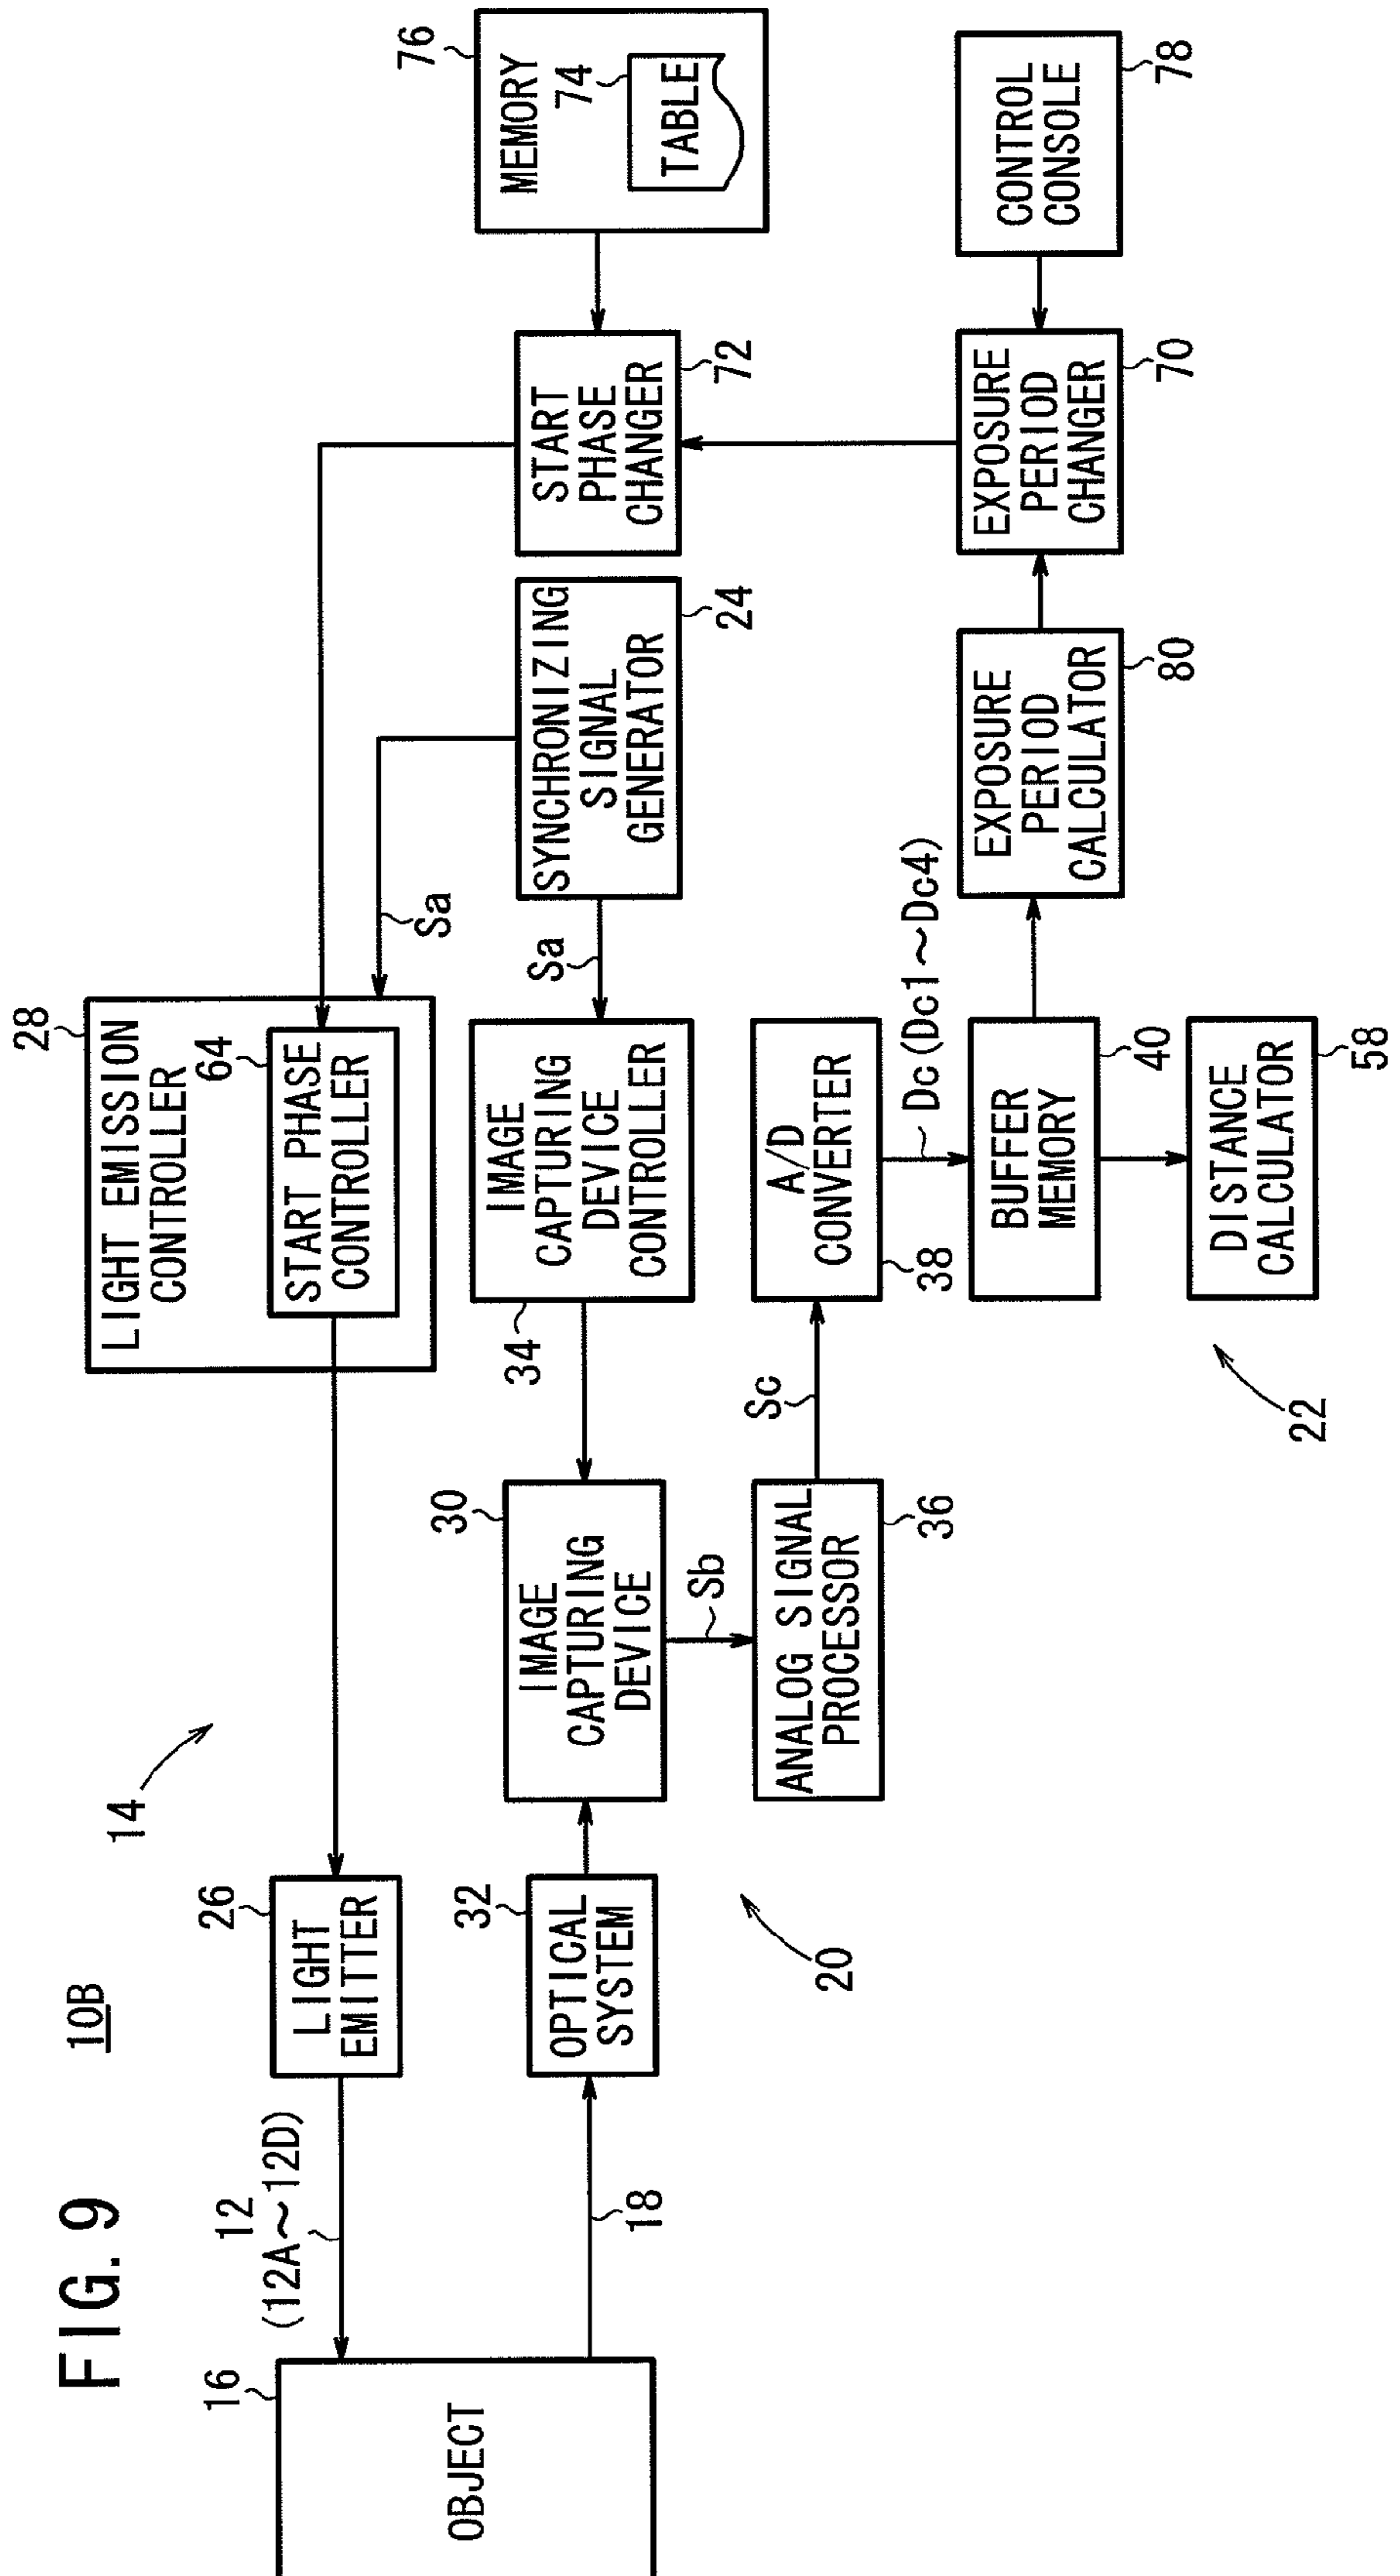 FIG. 9
10B
14
28
LIGHT EMISSION
CONTROLLER
64
START PHASE
CONTROLLER
16
OBJECT
12
(12A～12D)
26
LIGHT
EMITTER
Sa
76
MEMORY
74
TABLE
18
32
OPTICAL
SYSTEM
30
IMAGE
CAPTURING
DEVICE
34
IMAGE
CAPTURING
DEVICE
CONTROLLER
Sa
SYNCHRONIZING
SIGNAL
GENERATOR
24
START
PHASE
CHANGER
72
20
Sb
ANALOG SIGNAL
PROCESSOR
36
Sc
A/D
CONVERTER
38
Dc(Dc1～Dc4)
BUFFER
MEMORY
40
EXPOSURE
PERIOD
CALCULATOR
80
EXPOSURE
PERIOD
CHANGER
70
CONTROL
CONSOLE
78
22
DISTANCE
CALCULATOR
58